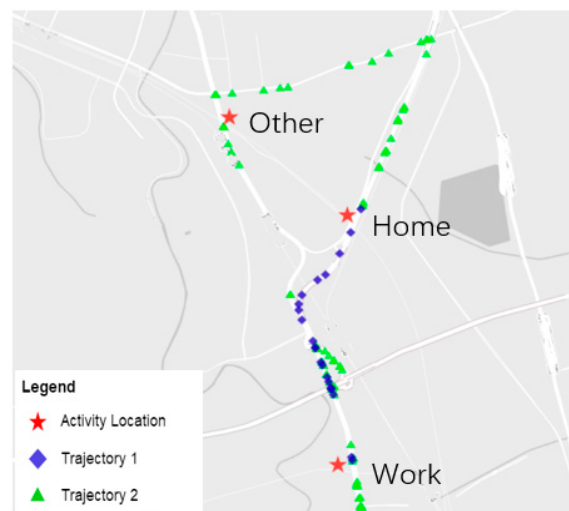 Other
Home
Work
Legend
Activity Location
Trajectory 1
Trajectory 2